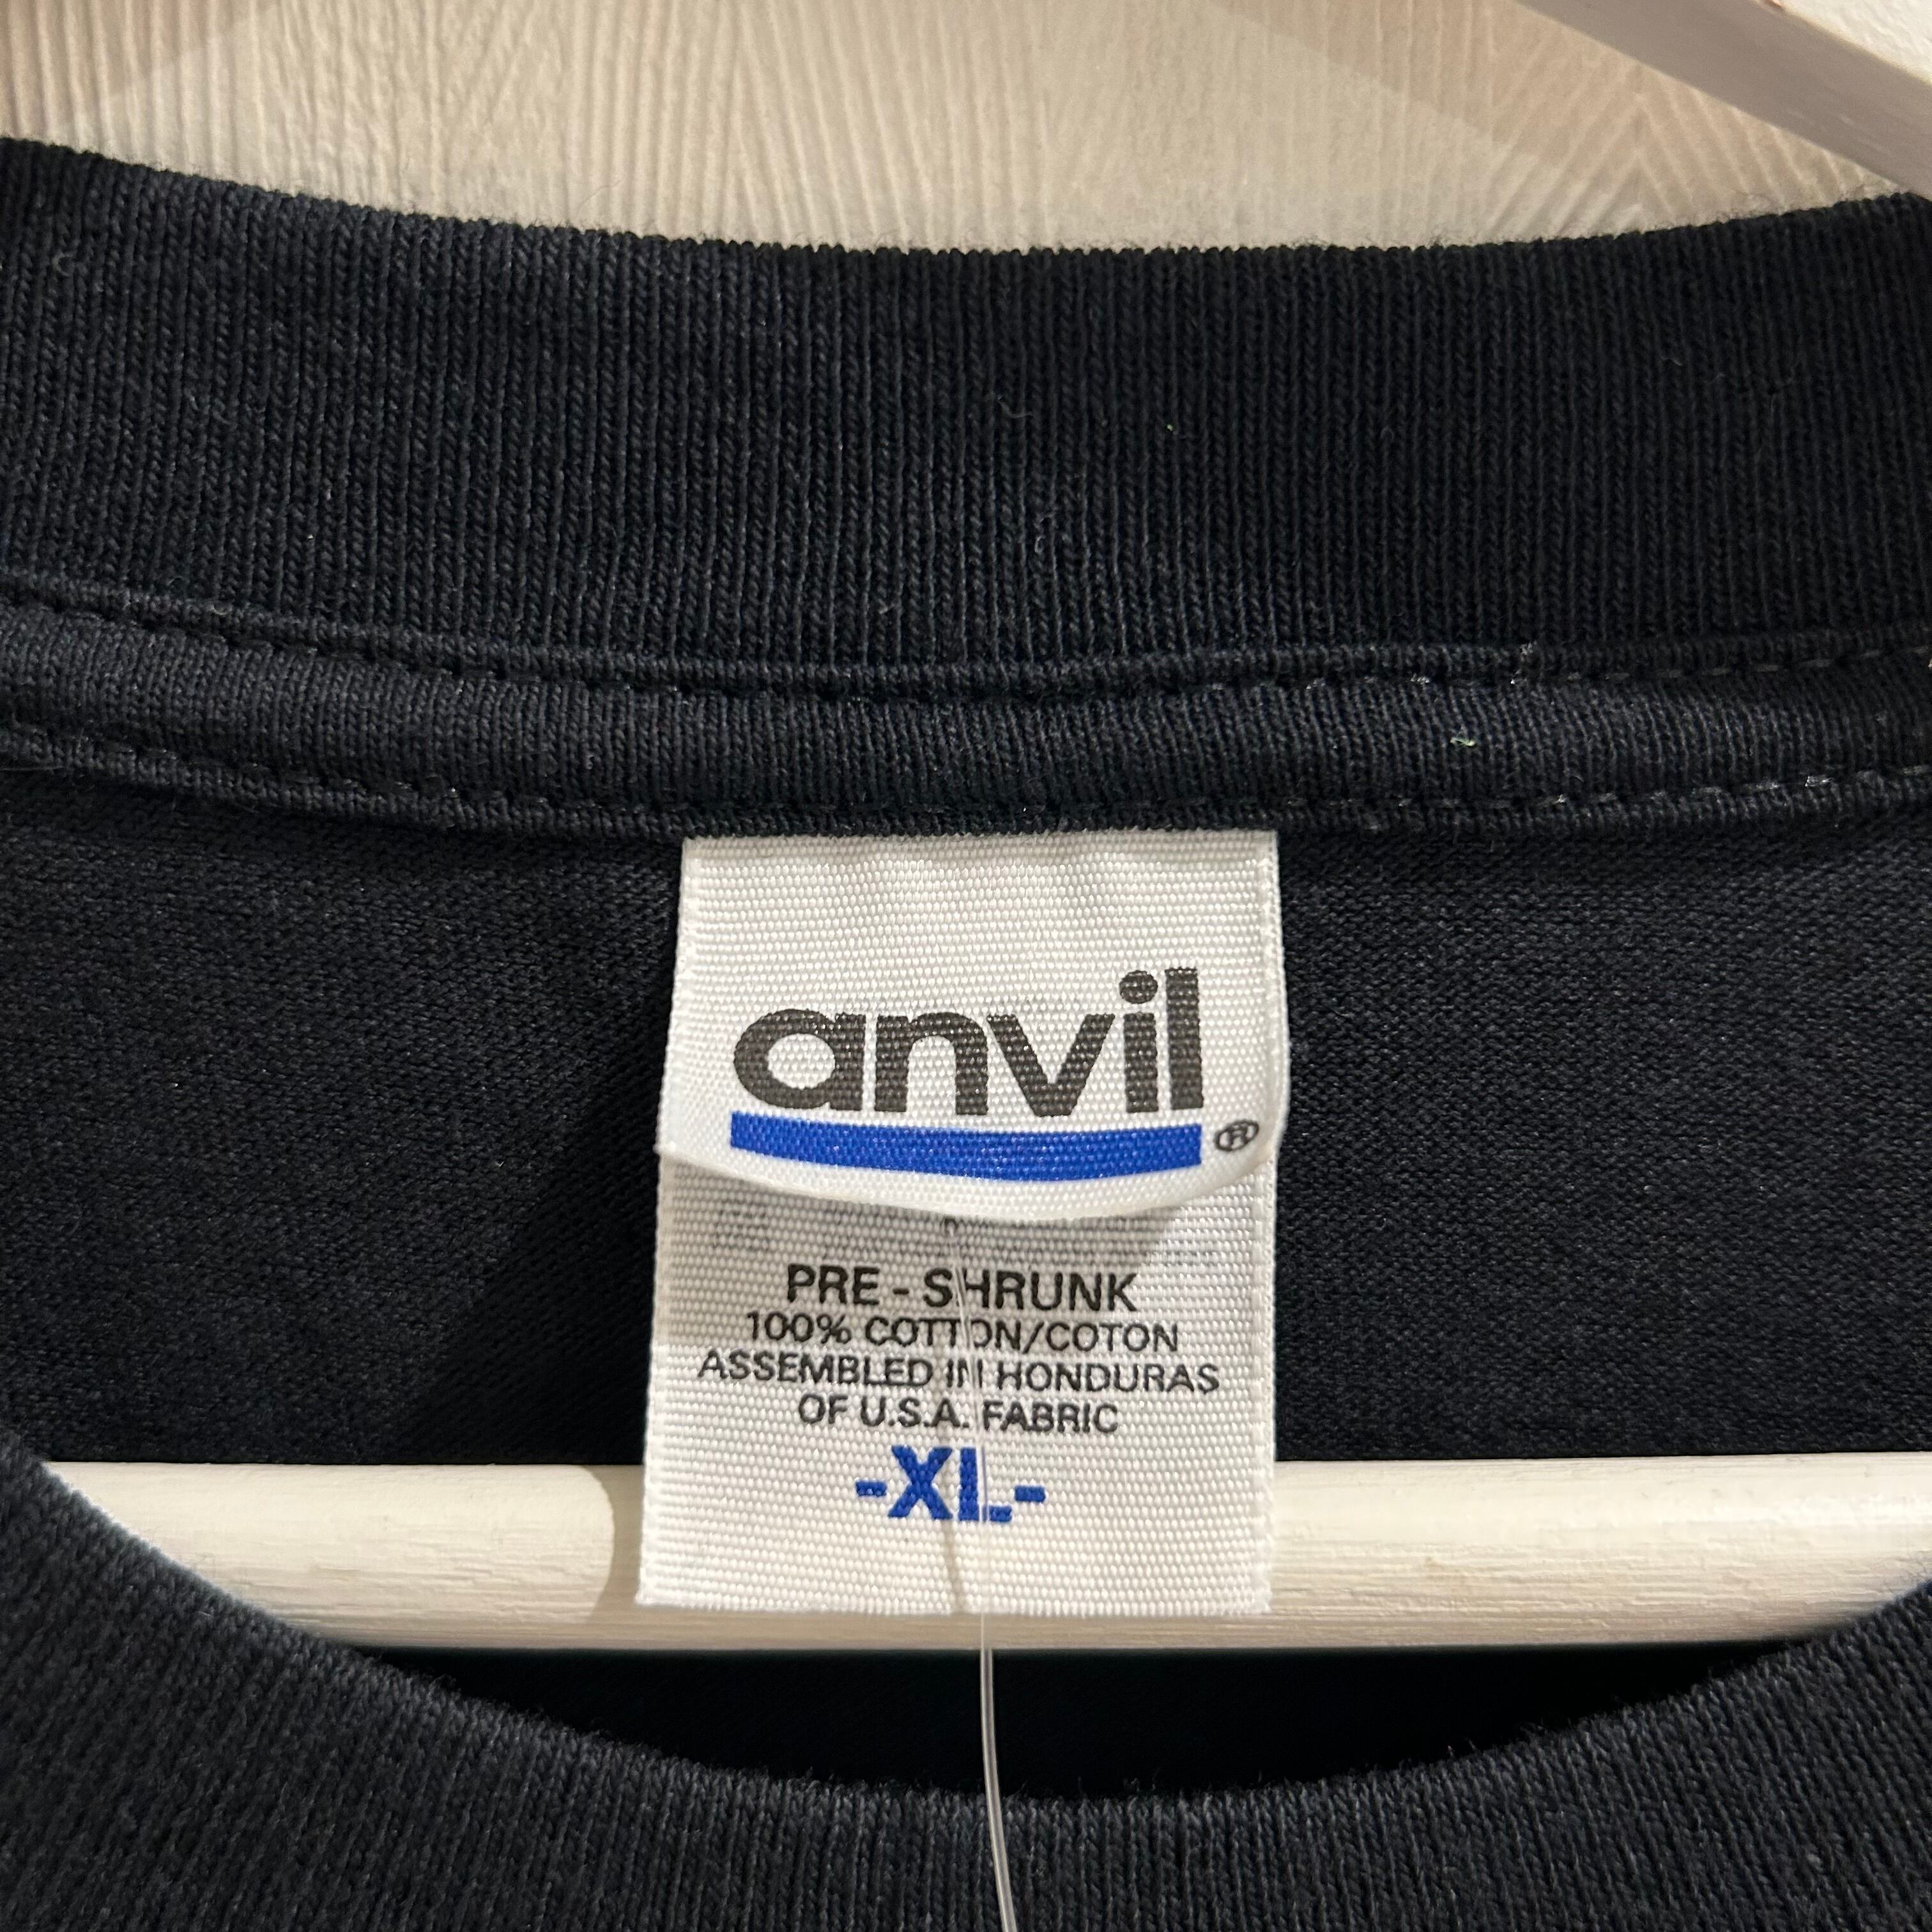 anvil
®
PRE - SHRUNK
100% COTTON/COTON
ASSEMBLED IN HONDURAS
OF U.S.A. FABRIC
-XL-